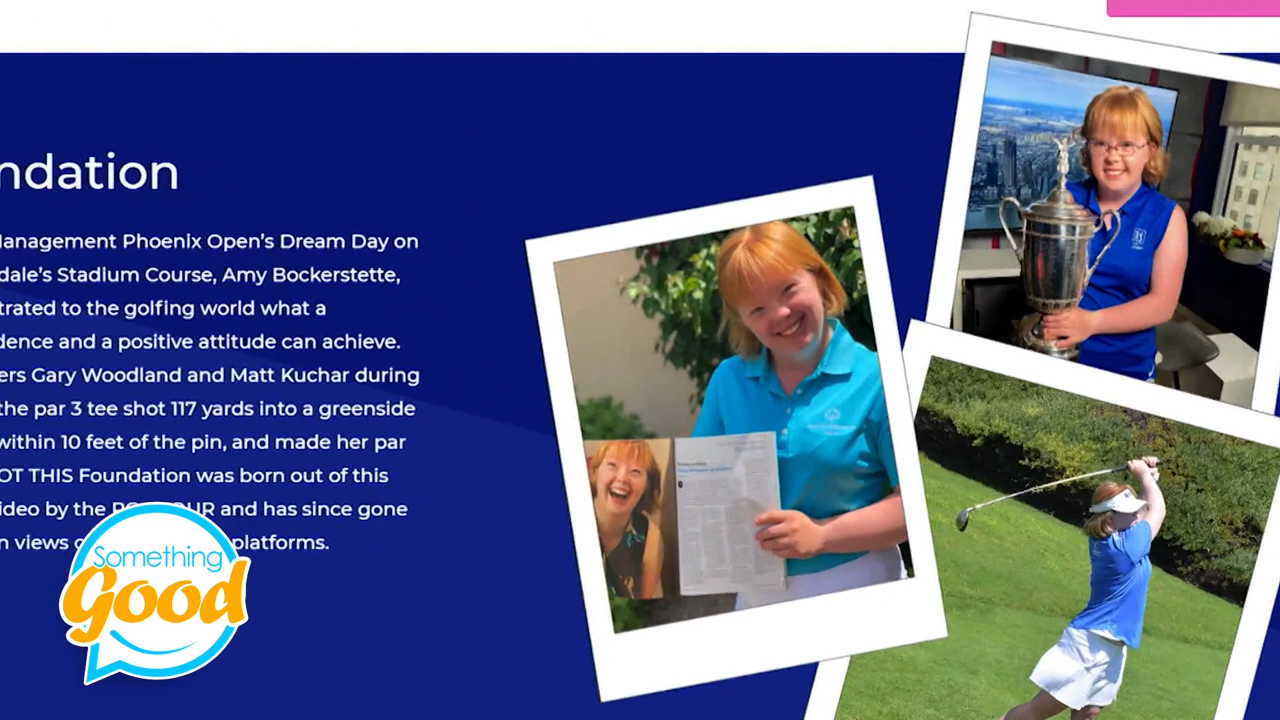 ndation
Management Phoenix Open's Dream Day on
dale's Stadium Course, Amy Bockerstette,
trated to the golfing world what a
dence and a positive attitude can achieve.
ers Gary Woodland and Matt Kuchar during
the par 3 tee shot 117 yards into a greenside
within 10 feet of the pin, and made her par
OT THIS Foundation was born out of this
ideo by the PGA TOUR and has since gone
n views platforms.
Something
Good